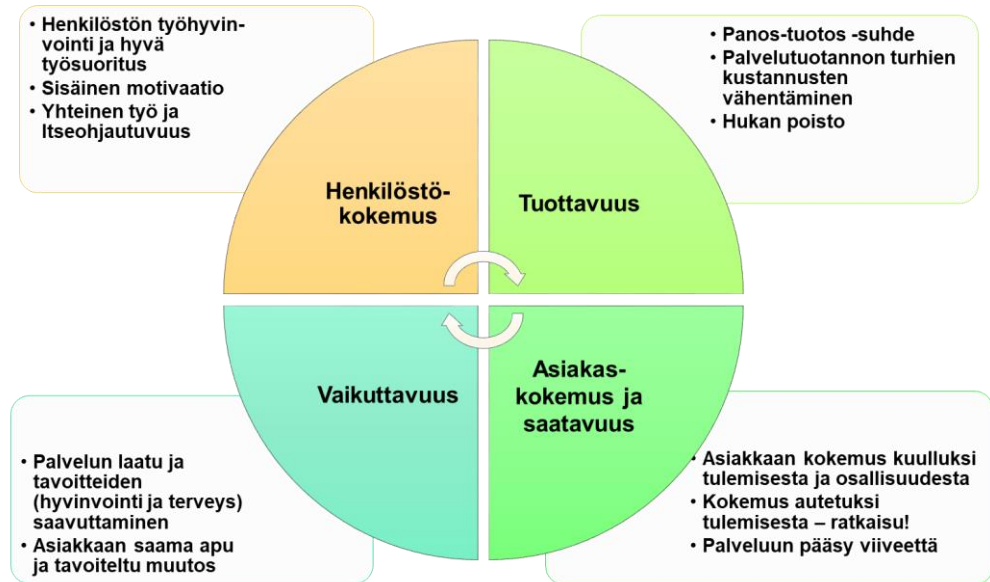 • Henkilöstön työhyvin-
vointi ja hyvä
työsuoritus
• Sisäinen motivaatio
• Yhteinen työ ja
Itseohjautuvuus
• Panos-tuotos -suhde
• Palvelutuotannon turhien
kustannusten
vähentäminen
• Hukan poisto
Henkilöstö-
kokemus
Tuottavuus
Vaikuttavuus
Asiakas-
kokemus ja
saatavuus
• Palvelun laatu ja
tavoitteiden
(hyvinvointi ja terveys)
saavuttaminen
• Asiakkaan saama apu
ja tavoiteltu muutos
• Asiakkaan kokemus kuulluksi
tulemisesta ja osallisuudesta
• Kokemus autetuksi
tulemisesta – ratkaisu!
• Palveluun pääsy viiveettä